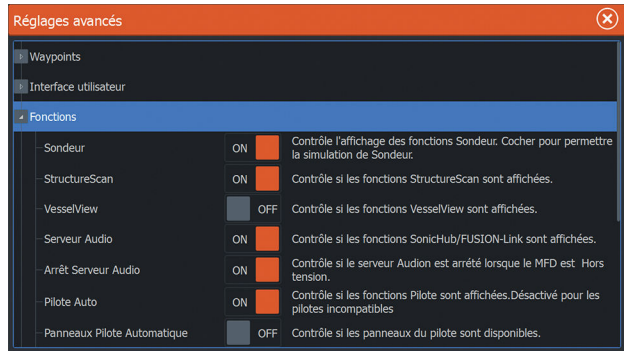 Réglages avancés
Waypoints
Interface utilisateur
Fonctions
Sondeur ON Contrôle l'affichage des fonctions Sondeur. Cocher pour permettre
la simulation de Sondeur.
StructureScan ON Contrôle si les fonctions StructureScan sont affichées.
VesselView OFF Contrôle si les fonctions VesselView sont affichées.
Serveur Audio ON Contrôle si les fonctions SonicHub/FUSION-Link sont affichées.
Arrêt Serveur Audio ON Contrôle si le serveur Audion est arrété lorsque le MFD est Hors
tension.
Pilote Auto ON Contrôle si les fonctions Pilote sont affichées.Désactivé pour les
pilotes incompatibles
Panneaux Pilote Automatique OFF Contrôle si les panneaux du pilote sont disponibles.